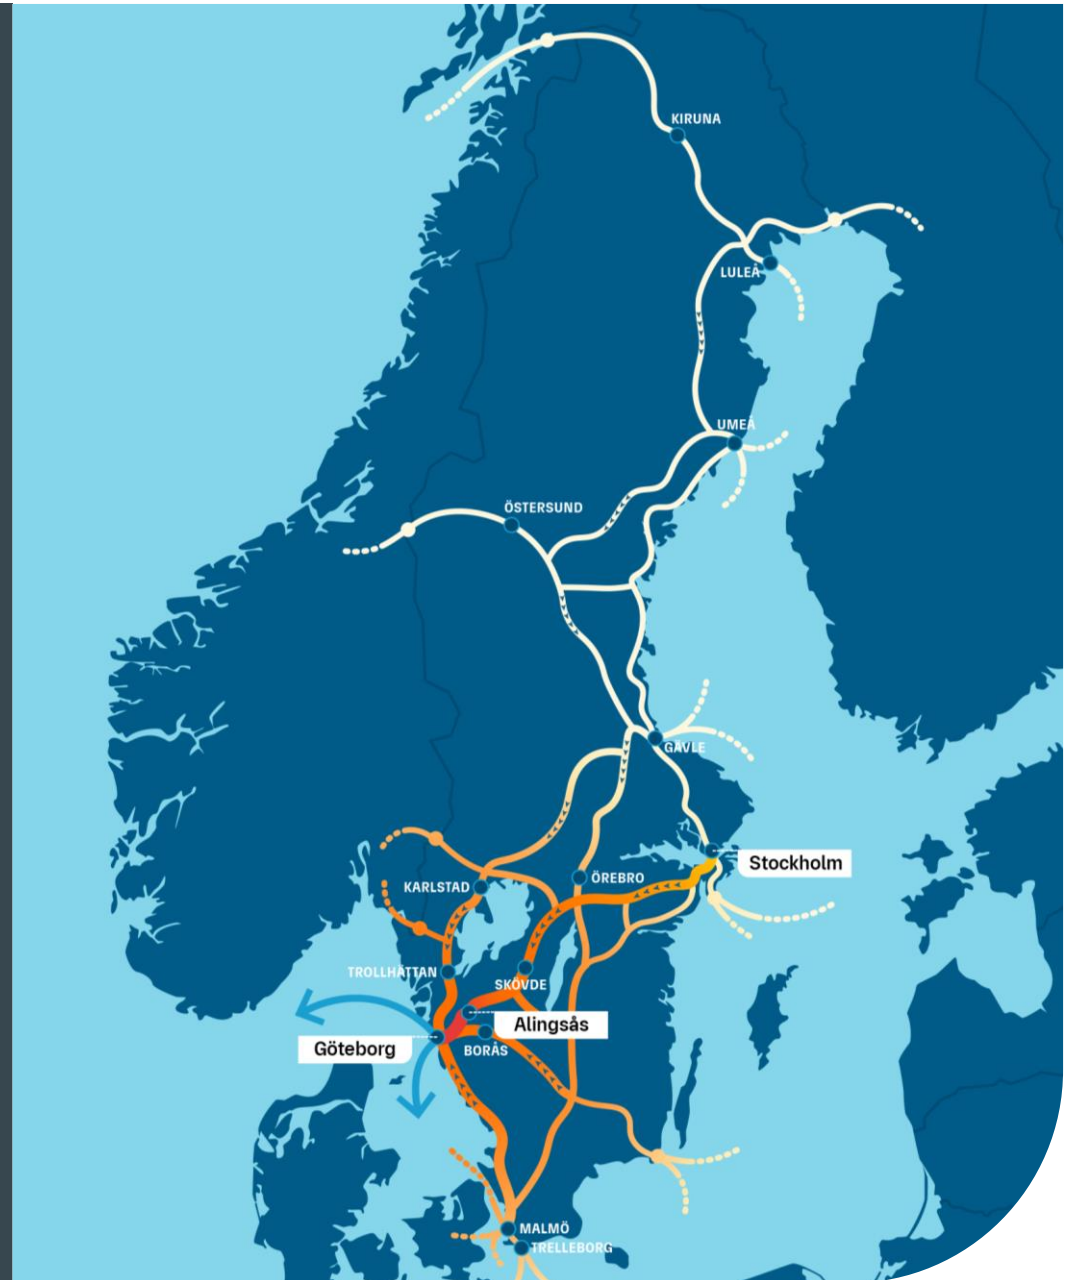 KIRUNA
LULEÅ
UMEÅ
ÖSTERSUND
GÄVLE
Stockholm
ÖREBRO
KARLSTAD
TROLLHÄTTAN
SKÖVDE
Alingsås
Göteborg
BORÅS
MALMÖ
TRELLEBORG